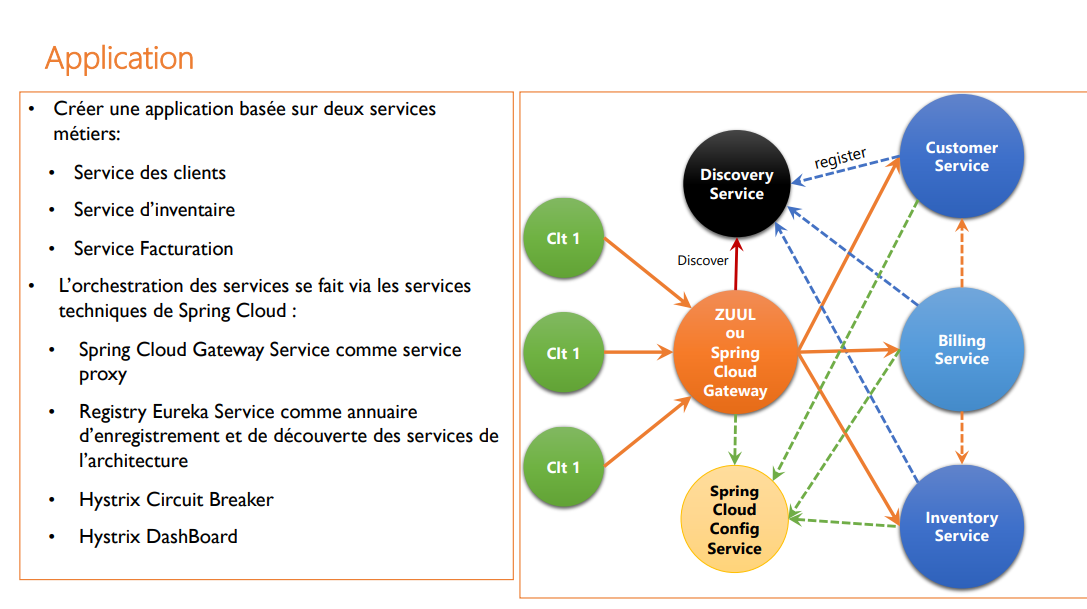 Application
• Créer une application basée sur deux services
métiers:
• Service des clients
• Service d’inventaire
• Service Facturation
• L’orchestration des services se fait via les services
techniques de Spring Cloud :
• Spring Cloud Gateway Service comme service
proxy
• Registry Eureka Service comme annuaire
d’enregistrement et de découverte des services de
l’architecture
• Hystrix Circuit Breaker
• Hystrix DashBoard
Clt 1
Clt 1
Clt 1
Discovery
Service
Discover
ZUUL
ou
Spring
Cloud
Gateway
Spring
Cloud
Config
Service
register
Customer
Service
Billing
Service
Inventory
Service